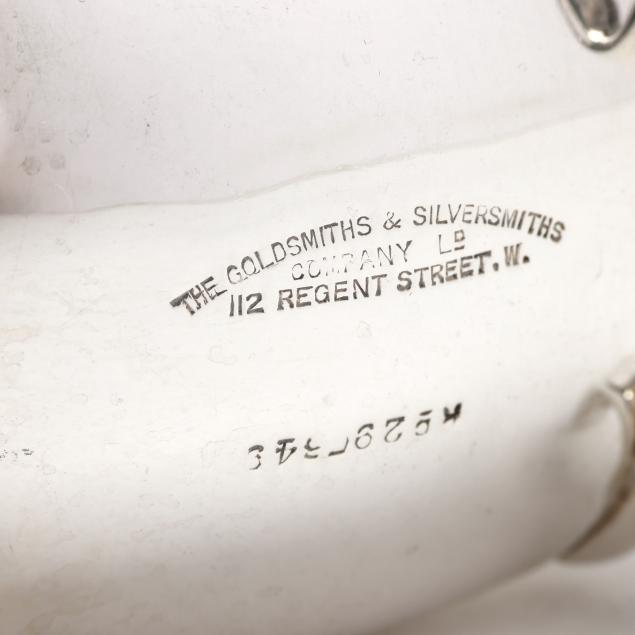 THE GOLDSMITHS & SILVERSMITHS
COMPANY LD
112 REGENT STREET. W.